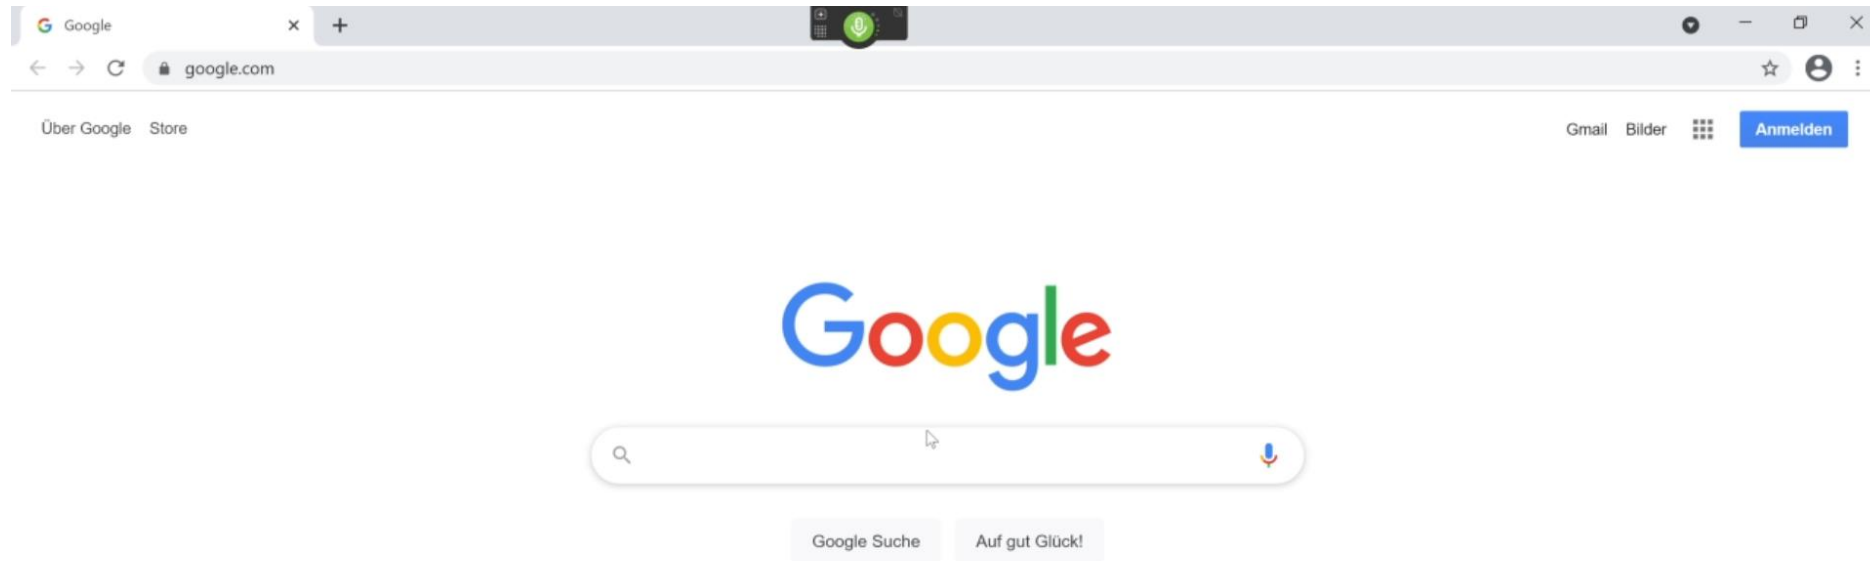 Google
google.com
Über Google Store
Gmail Bilder Anmelden
Google
Google Suche Auf gut Glück!